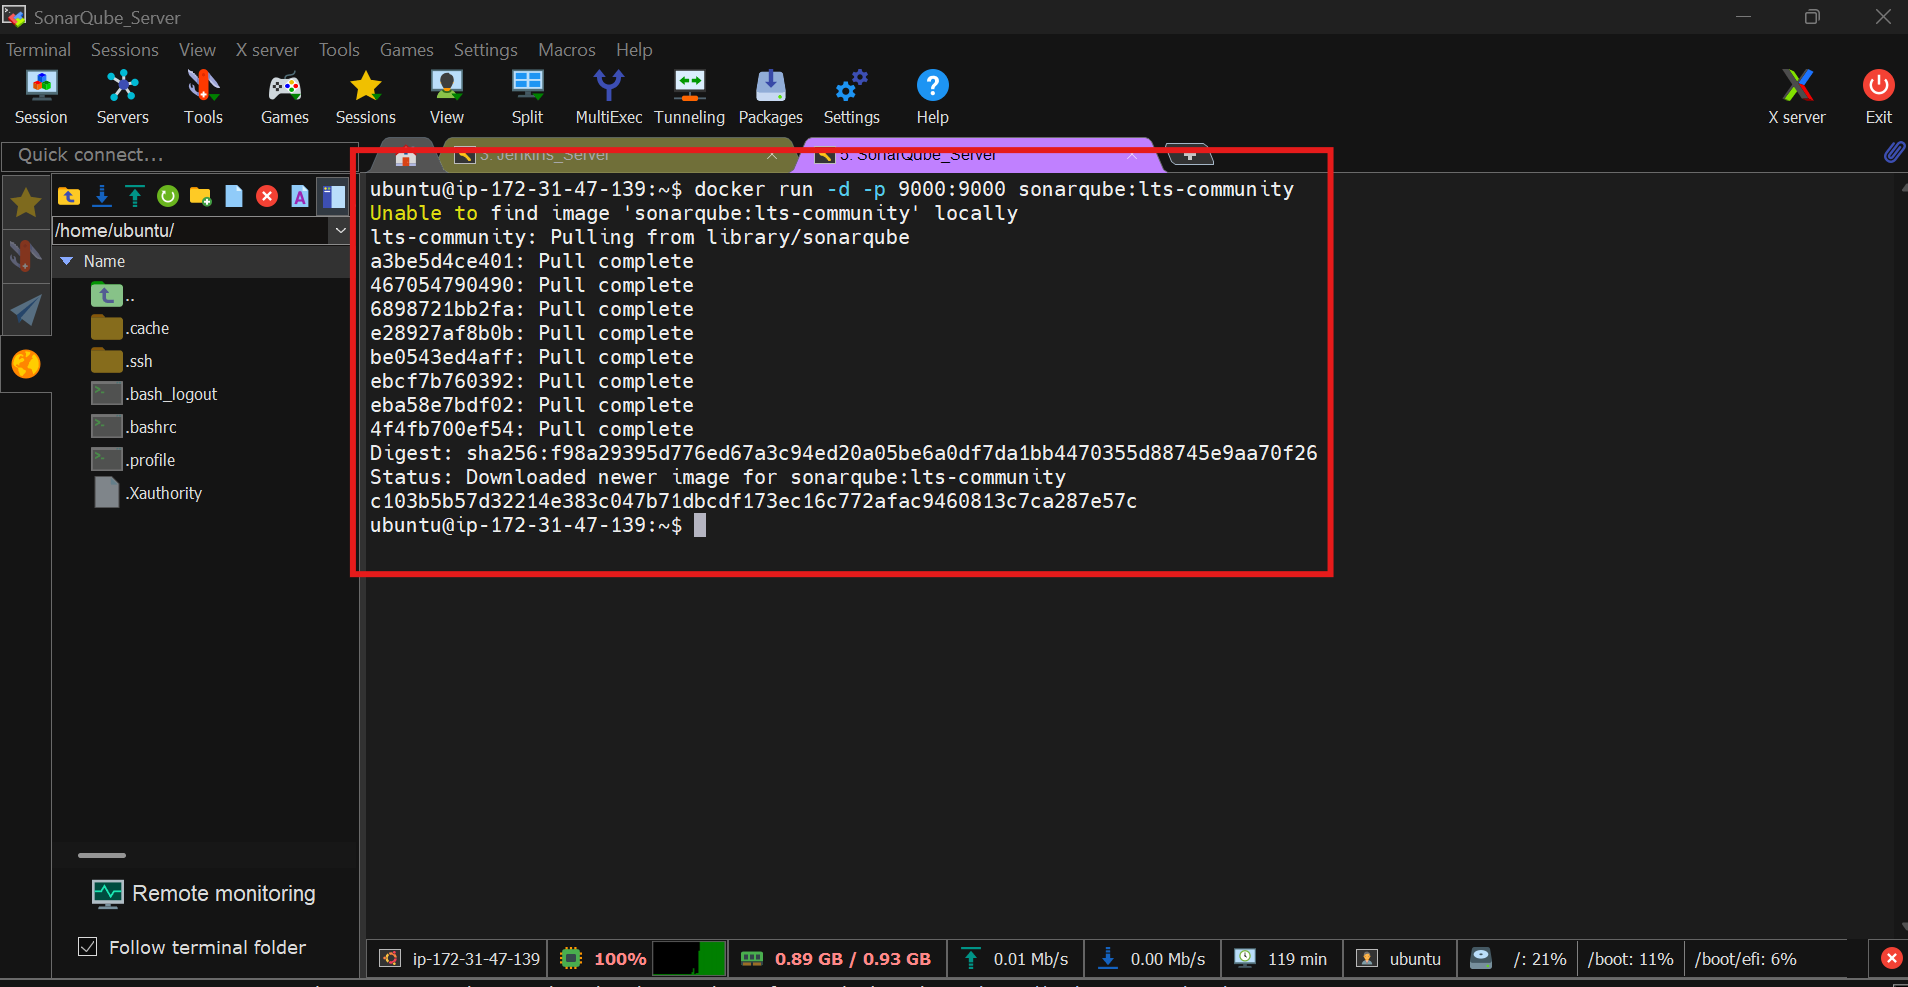 SonarQube_Server
Terminal Sessions View X server Tools Games Settings Macros Help
Session Servers Tools Games Sessions View Split MultiExec Tunneling Packages Settings Help X server Exit
Quick connect...
3. Jenkins_Server
5. SonarQube_Server
/home/ubuntu/
Name
..
.cache
.ssh
.bash_logout
.bashrc
.profile
.Xauthority
ubuntu@ip-172-31-47-139:~$ docker run -d -p 9000:9000 sonarqube:lts-community
Unable to find image 'sonarqube:lts-community' locally
lts-community: Pulling from library/sonarqube
a3be5d4ce401: Pull complete
467054790490: Pull complete
6898721bb2fa: Pull complete
e28927af8b0b: Pull complete
be0543ed4aff: Pull complete
ebcf7b760392: Pull complete
eba58e7bdf02: Pull complete
4f4fb700ef54: Pull complete
Digest: sha256:f98a29395d776ed67a3c94ed20a05be6a0df7da1bb4470355d88745e9aa70f26
Status: Downloaded newer image for sonarqube:lts-community
c103b5b57d32214e383c047b71dbcdf173ec16c772afac9460813c7ca287e57c
ubuntu@ip-172-31-47-139:~$
Remote monitoring
Follow terminal folder
ip-172-31-47-139 100% 0.89 GB / 0.93 GB 0.01 Mb/s 0.00 Mb/s 119 min ubuntu /: 21% /boot: 11% /boot/efi: 6%